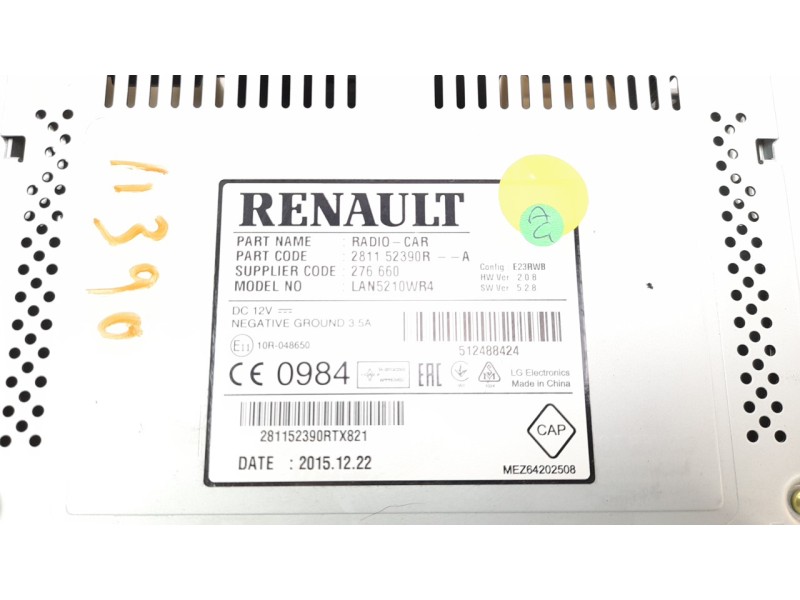 RENAULT
PART NAME : RADIO-CAR
PART CODE : 2811 52390R --A
SUPPLIER CODE : 276 660
MODEL NO : LAN5210WR4
Config E23RWB
HW Ver 2.0.8
SW Ver 5.2.8
DC 12V
NEGATIVE GROUND 3.5A
E11 10R-048650
512488424
CE 0984
EAC
LG Electronics
Made in China
281152390RTX821
DATE : 2015.12.22
CAP
MEZ64202508
11390